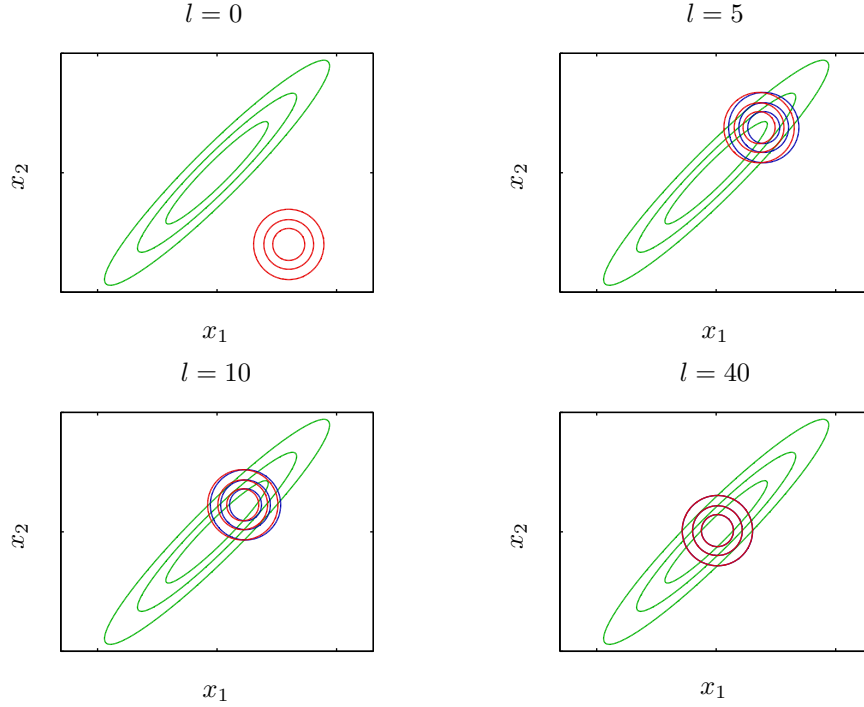 l = 0
x2
x1
l = 5
x2
x1
l = 10
x2
x1
l = 40
x2
x1